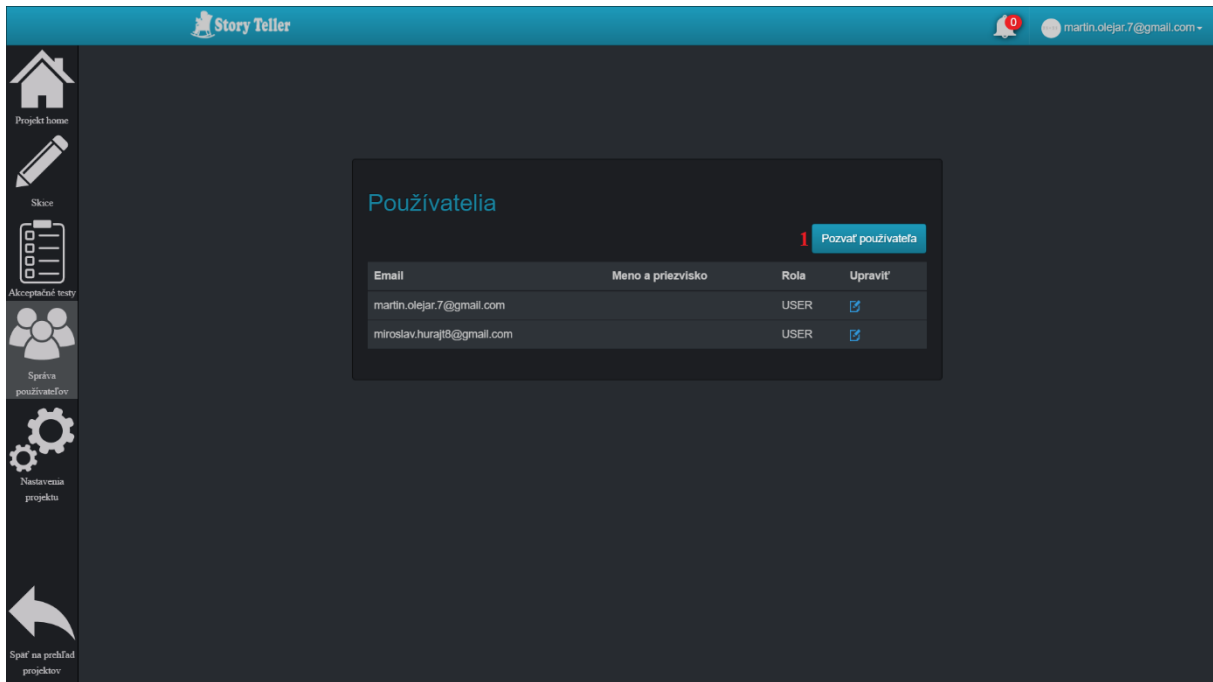 Story Teller
0
martin.olejar.7@gmail.com
Projekt home
Skice
Akceptačné testy
Správa
používateľov
Nastavenia
projektu
Späť na prehľad
projektov
Používatelia
1 Pozvať používateľa
Email Meno a priezvisko Rola Upraviť
martin.olejar.7@gmail.com USER
miroslav.hurajt8@gmail.com USER